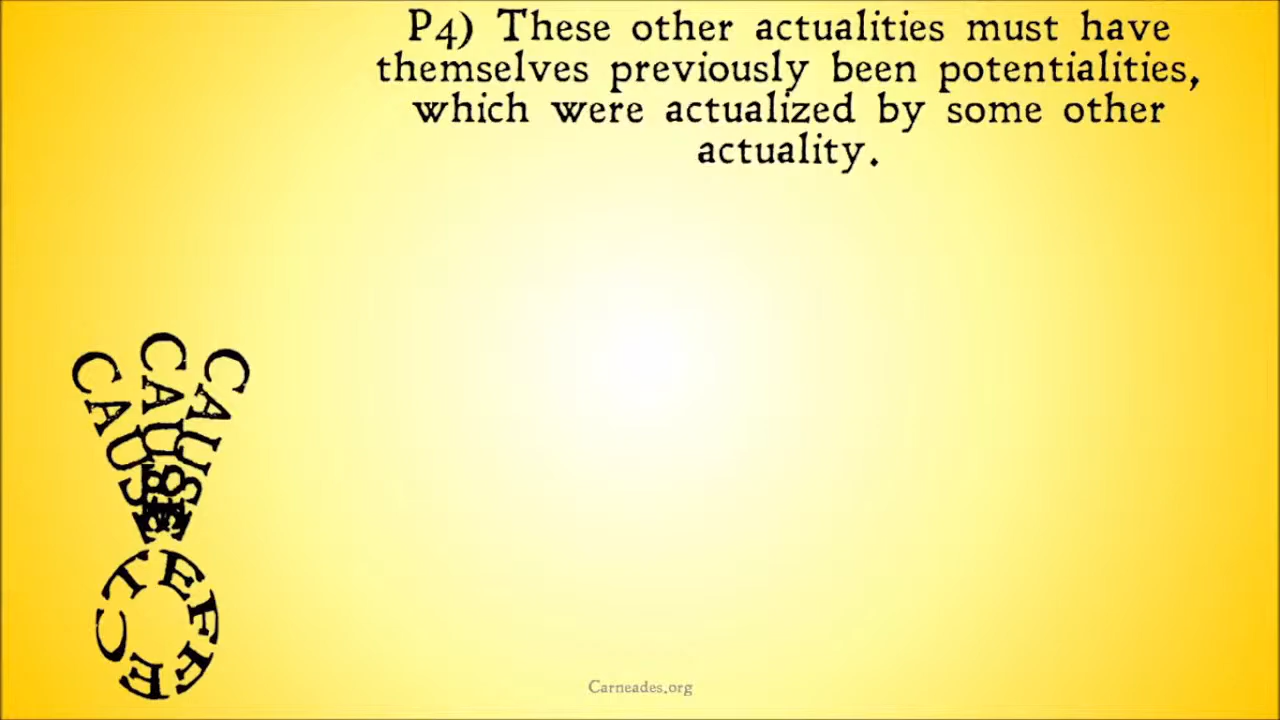 P4) These other actualities must have
themselves previously been potentialities,
which were actualized by some other
actuality.
CAUSE
CAUSE
CAUSE
EFFECT
Carneades.org